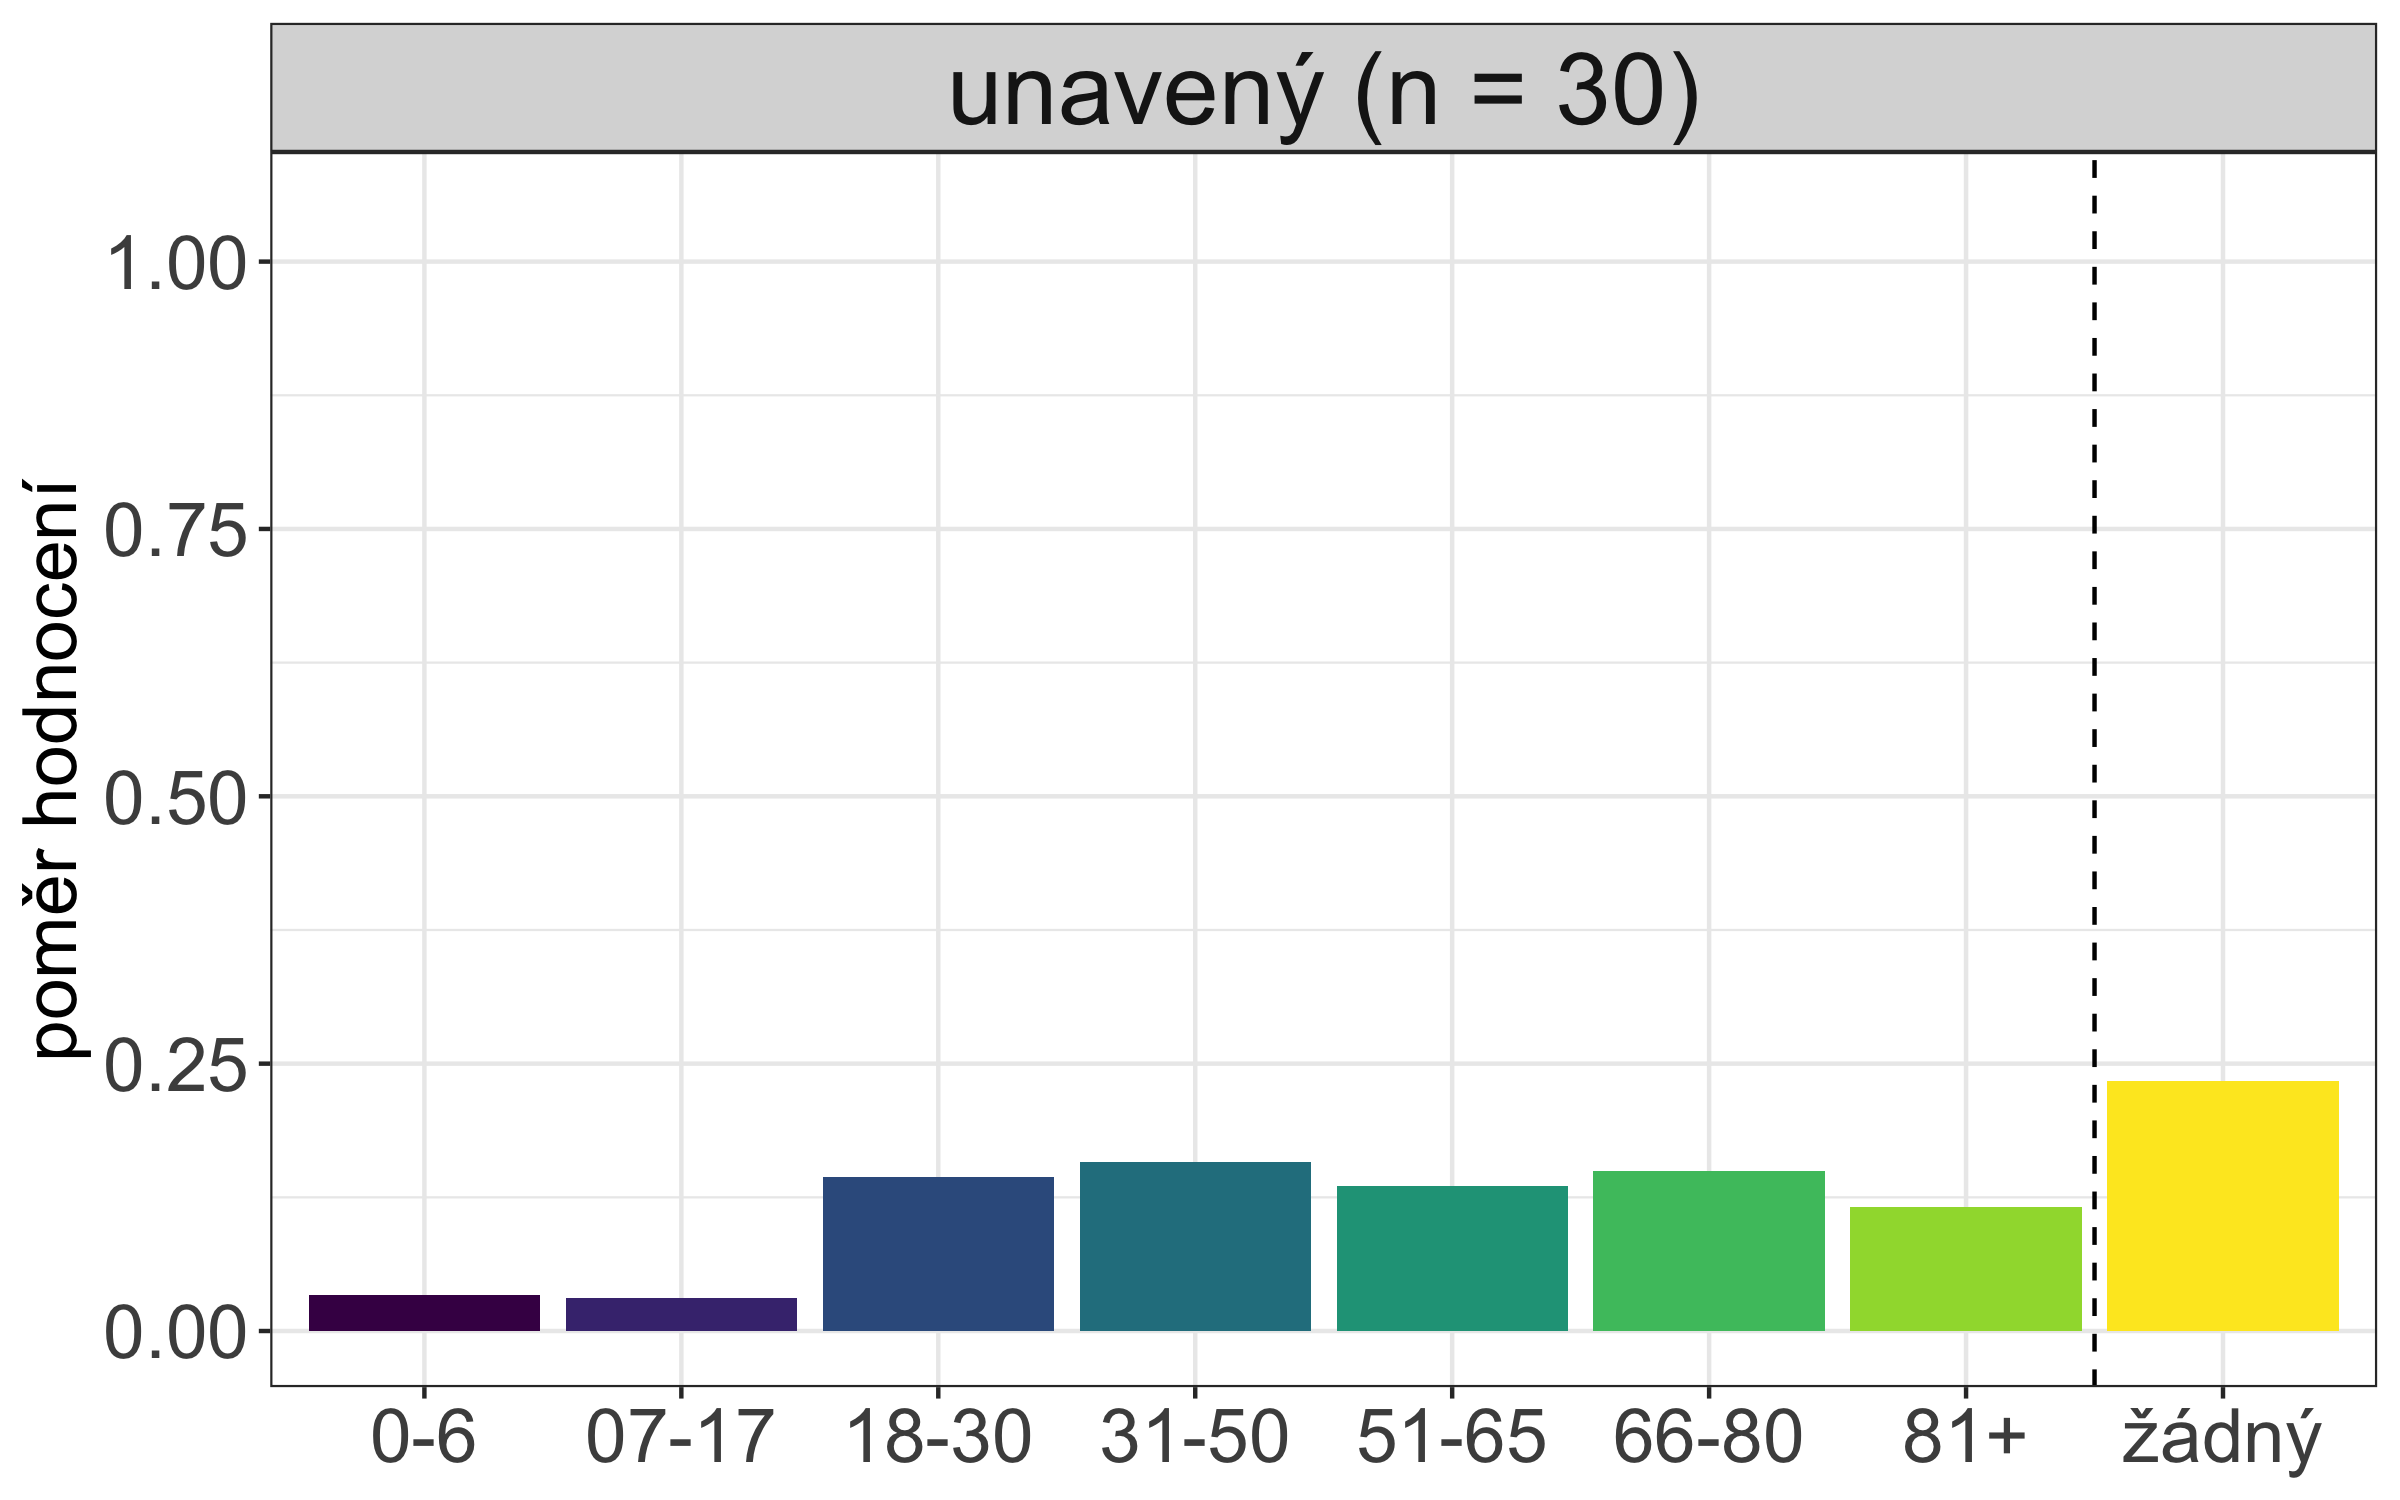 unavený (n = 30)
poměr hodnocení
1.00
0.75
0.50
0.25
0.00
0-6 07-17 18-30 31-50 51-65 66-80 81+ žádný